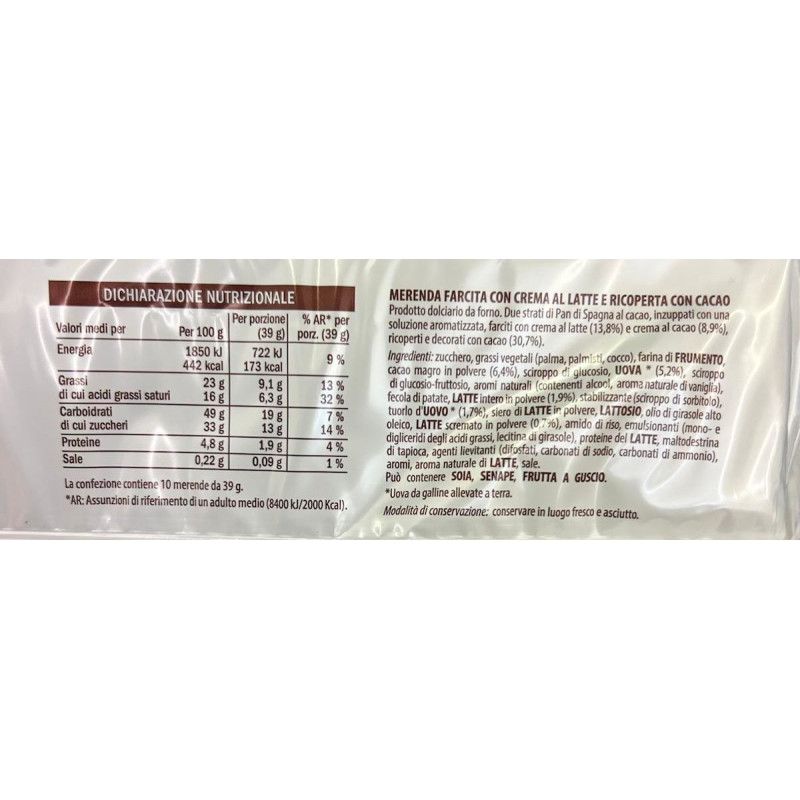 DICHIARAZIONE NUTRIZIONALE
Valori medi per Per 100 g Per porzione (39 g) % AR* per porz. (39 g)
Energia 1850 kJ 722 kJ 9 %
442 kcal 173 kcal
Grassi 23 g 9,1 g 13 %
di cui acidi grassi saturi 16 g 6,3 g 32 %
Carboidrati 49 g 19 g 7 %
di cui zuccheri 33 g 13 g 14 %
Proteine 4,8 g 1,9 g 4 %
Sale 0,22 g 0,09 g 1 %
La confezione contiene 10 merende da 39 g.
*AR: Assunzioni di riferimento di un adulto medio (8400 kJ/2000 Kcal).
MERENDA FARCITA CON CREMA AL LATTE E RICOPERTA CON CACAO
Prodotto dolciario da forno. Due strati di Pan di Spagna al cacao, inzuppati con una
soluzione aromatizzata, farciti con crema al latte (13,8%) e crema al cacao (8,9%),
ricoperti e decorati con cacao (30,7%).
Ingredienti: zucchero, grassi vegetali (palma, palmisti, cocco), farina di FRUMENTO,
cacao magro in polvere (6,4%), sciroppo di glucosio, UOVA * (5,2%), sciroppo
di glucosio-fruttosio, aromi naturali (contenenti alcool, aroma naturale di vaniglia),
fecola di patate, LATTE intero in polvere (1,9%), stabilizzante (sciroppo di sorbitolo),
tuorlo d'UOVO * (1,7%), siero di LATTE in polvere, LATTOSIO, olio di girasole alto
oleico, LATTE scremato in polvere (0,7%), amido di riso, emulsionanti (mono- e
digliceridi degli acidi grassi, lecitina di girasole), proteine del LATTE, maltodestrina
di tapioca, agenti lievitanti (difosfati, carbonati di sodio, carbonati di ammonio),
aromi, aroma naturale di LATTE, sale.
Può contenere SOIA, SENAPE, FRUTTA A GUSCIO.
*Uova da galline allevate a terra.
Modalità di conservazione: conservare in luogo fresco e asciutto.